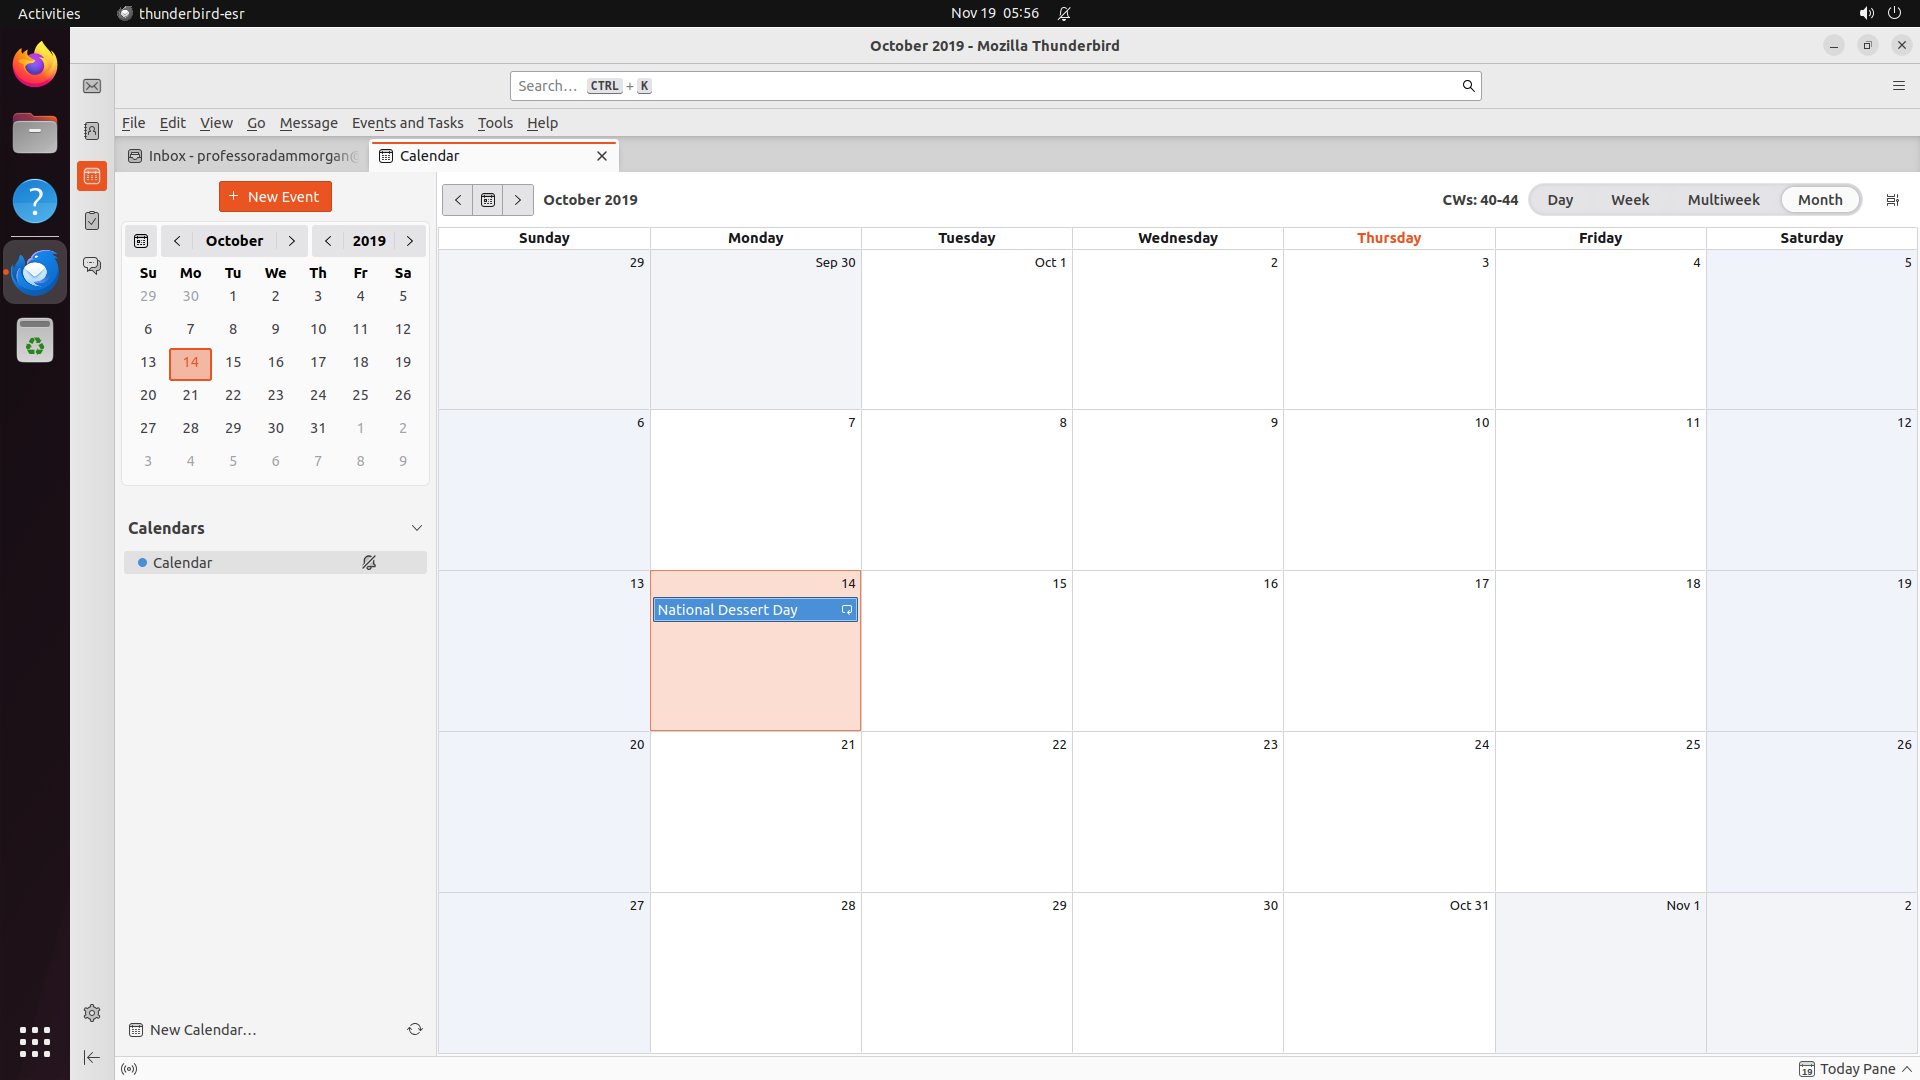 Activities
thunderbird-esr
Nov 19 05:56
October 2019 - Mozilla Thunderbird
Search… CTRL + K
File Edit View Go Message Events and Tasks Tools Help
Inbox - professoradammorgan@
Calendar
+ New Event
October 2019
CWs: 40-44
Day Week Multiweek Month
October 2019
Su Mo Tu We Th Fr Sa
29 30 1 2 3 4 5
6 7 8 9 10 11 12
13 14 15 16 17 18 19
20 21 22 23 24 25 26
27 28 29 30 31 1 2
3 4 5 6 7 8 9
Calendars
Calendar
New Calendar…
Sunday Monday Tuesday Wednesday Thursday Friday Saturday
29 Sep 30 Oct 1 2 3 4 5
6 7 8 9 10 11 12
13 14 15 16 17 18 19
National Dessert Day
20 21 22 23 24 25 26
27 28 29 30 Oct 31 Nov 1 2
19 Today Pane